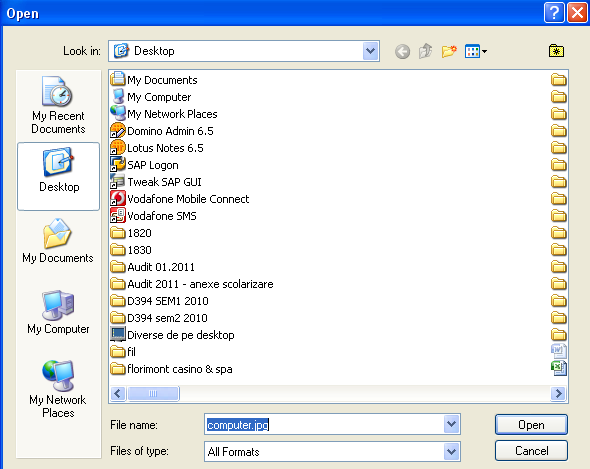 Open
Look in: Desktop
My Recent
Documents
Desktop
My Documents
My Computer
My Network
Places
My Documents
My Computer
My Network Places
Domino Admin 6.5
Lotus Notes 6.5
SAP Logon
Tweak SAP GUI
Vodafone Mobile Connect
Vodafone SMS
1820
1830
Audit 01.2011
Audit 2011 - anexe scolarizare
D394 SEM1 2010
D394 sem2 2010
Diverse de pe desktop
fil
florimont casino & spa
File name: computer.jpg Open
Files of type: All Formats Cancel